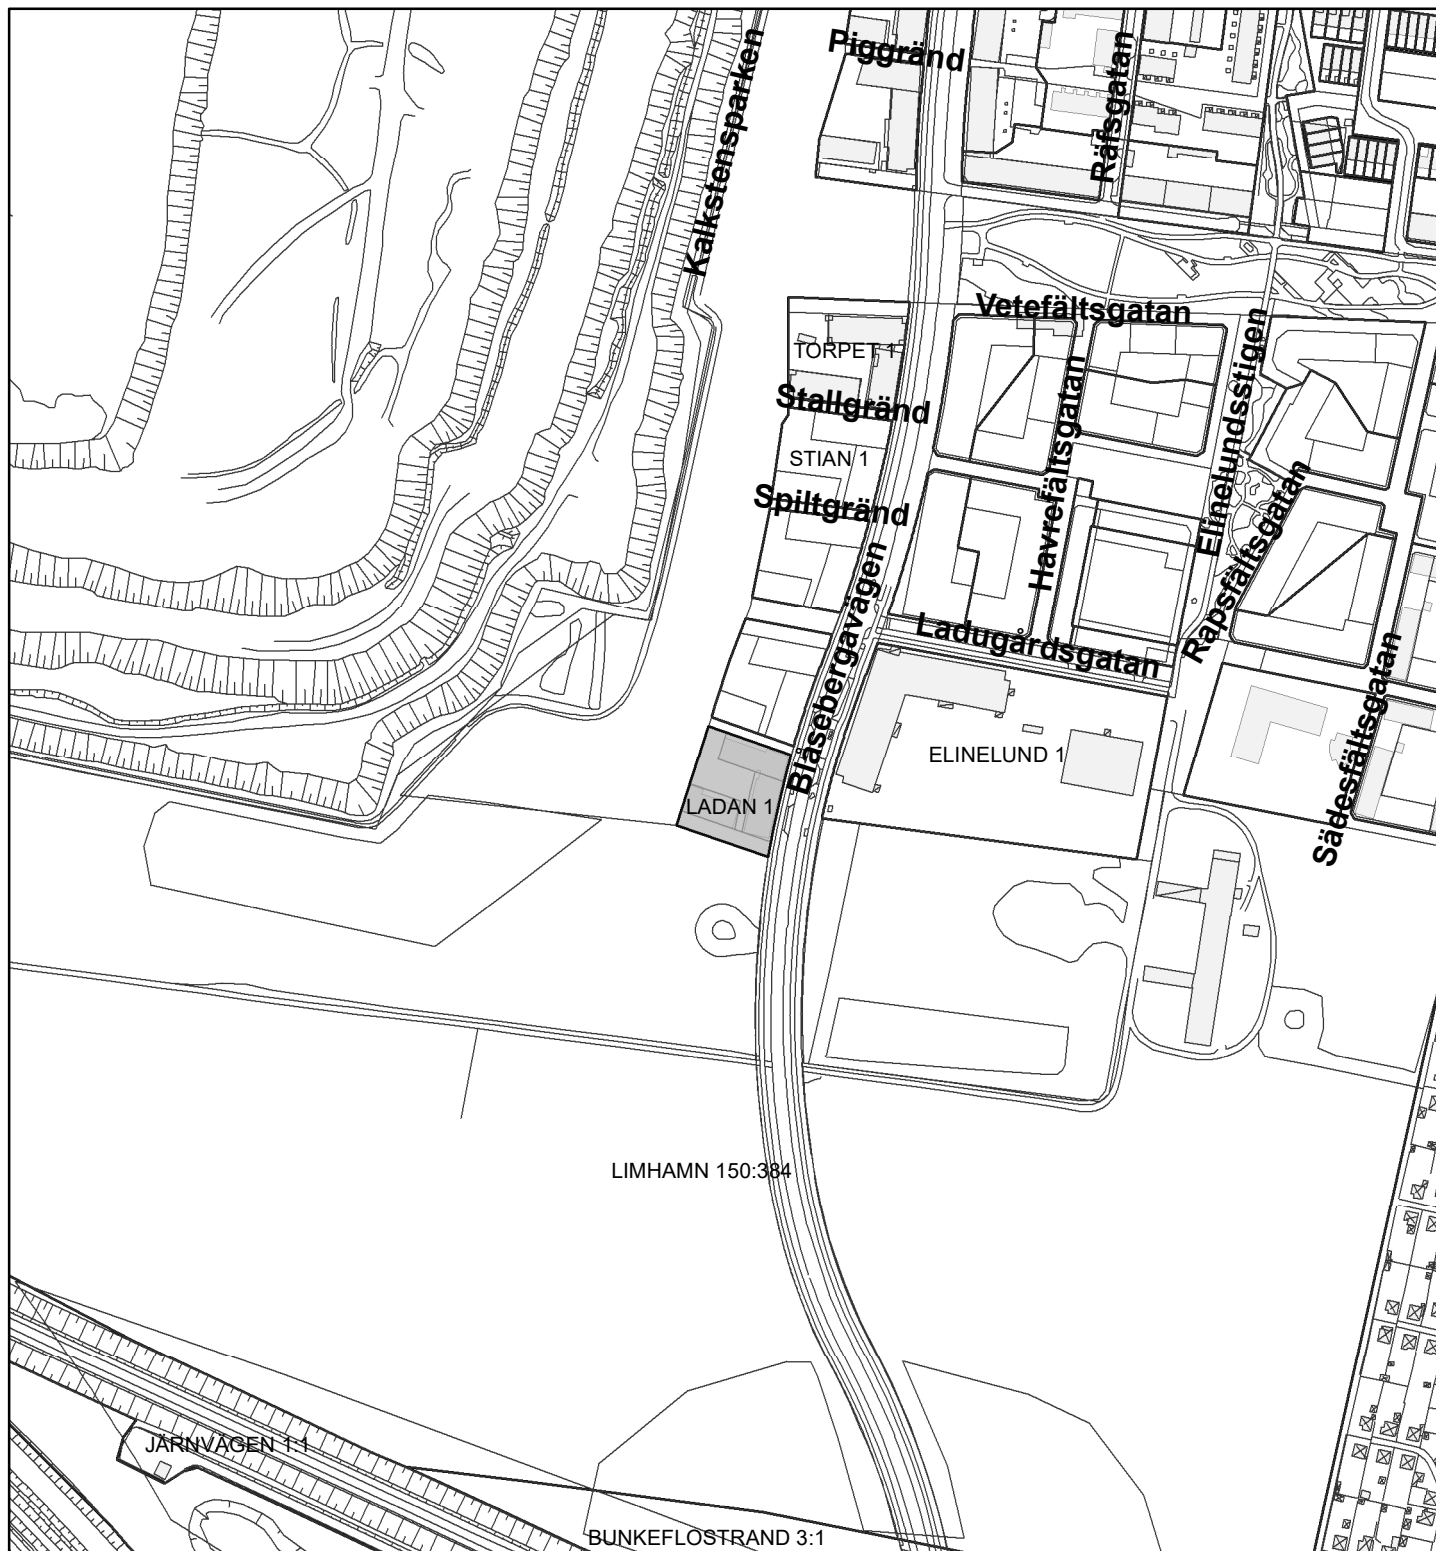 Piggränd
Räfsgatan
Kalkstensparken
Vetefältsgatan
TORPET 1
Stallgränd
Havrefältsgatan
Elinelundsstigen
STIAN 1
Spiltgränd
Rapsfältsgatan
Blasebergavägen
Ladugårdsgatan
Sädesfältsgatan
ELINELUND 1
LADAN 1
LIMHAMN 150:384
JÄRNVÄGEN 1:1
BUNKEFLOSTRAND 3:1